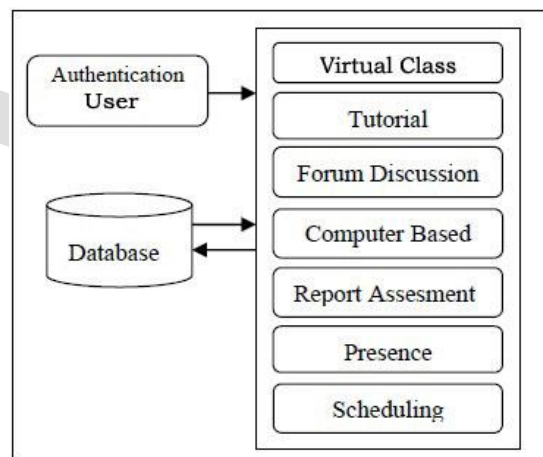 Authentication
User
Database
Virtual Class
Tutorial
Forum Discussion
Computer Based
Report Assesment
Presence
Scheduling